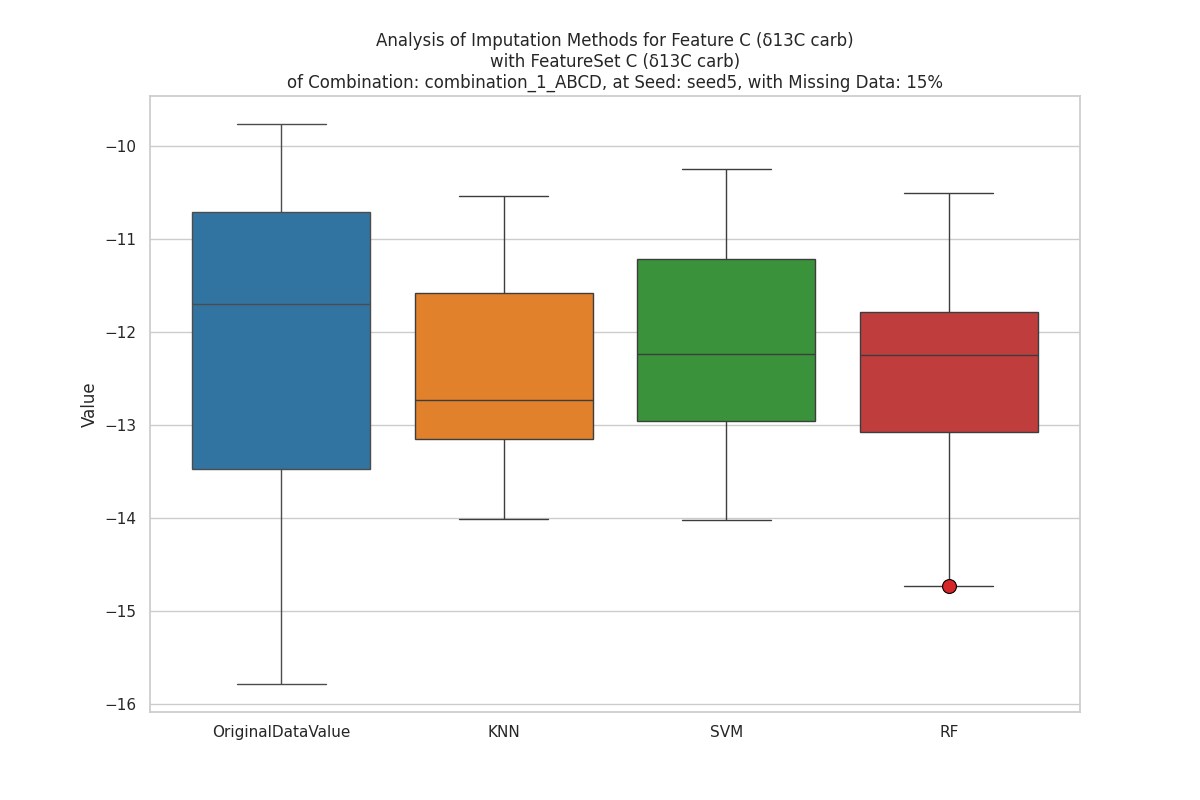 Analysis of Imputation Methods for Feature C (δ13C carb)
with FeatureSet C (δ13C carb)
of Combination: combination_1_ABCD, at Seed: seed5, with Missing Data: 15%
−10
−11
−12
−13
−14
−15
−16
Value
OriginalDataValue
KNN
SVM
RF